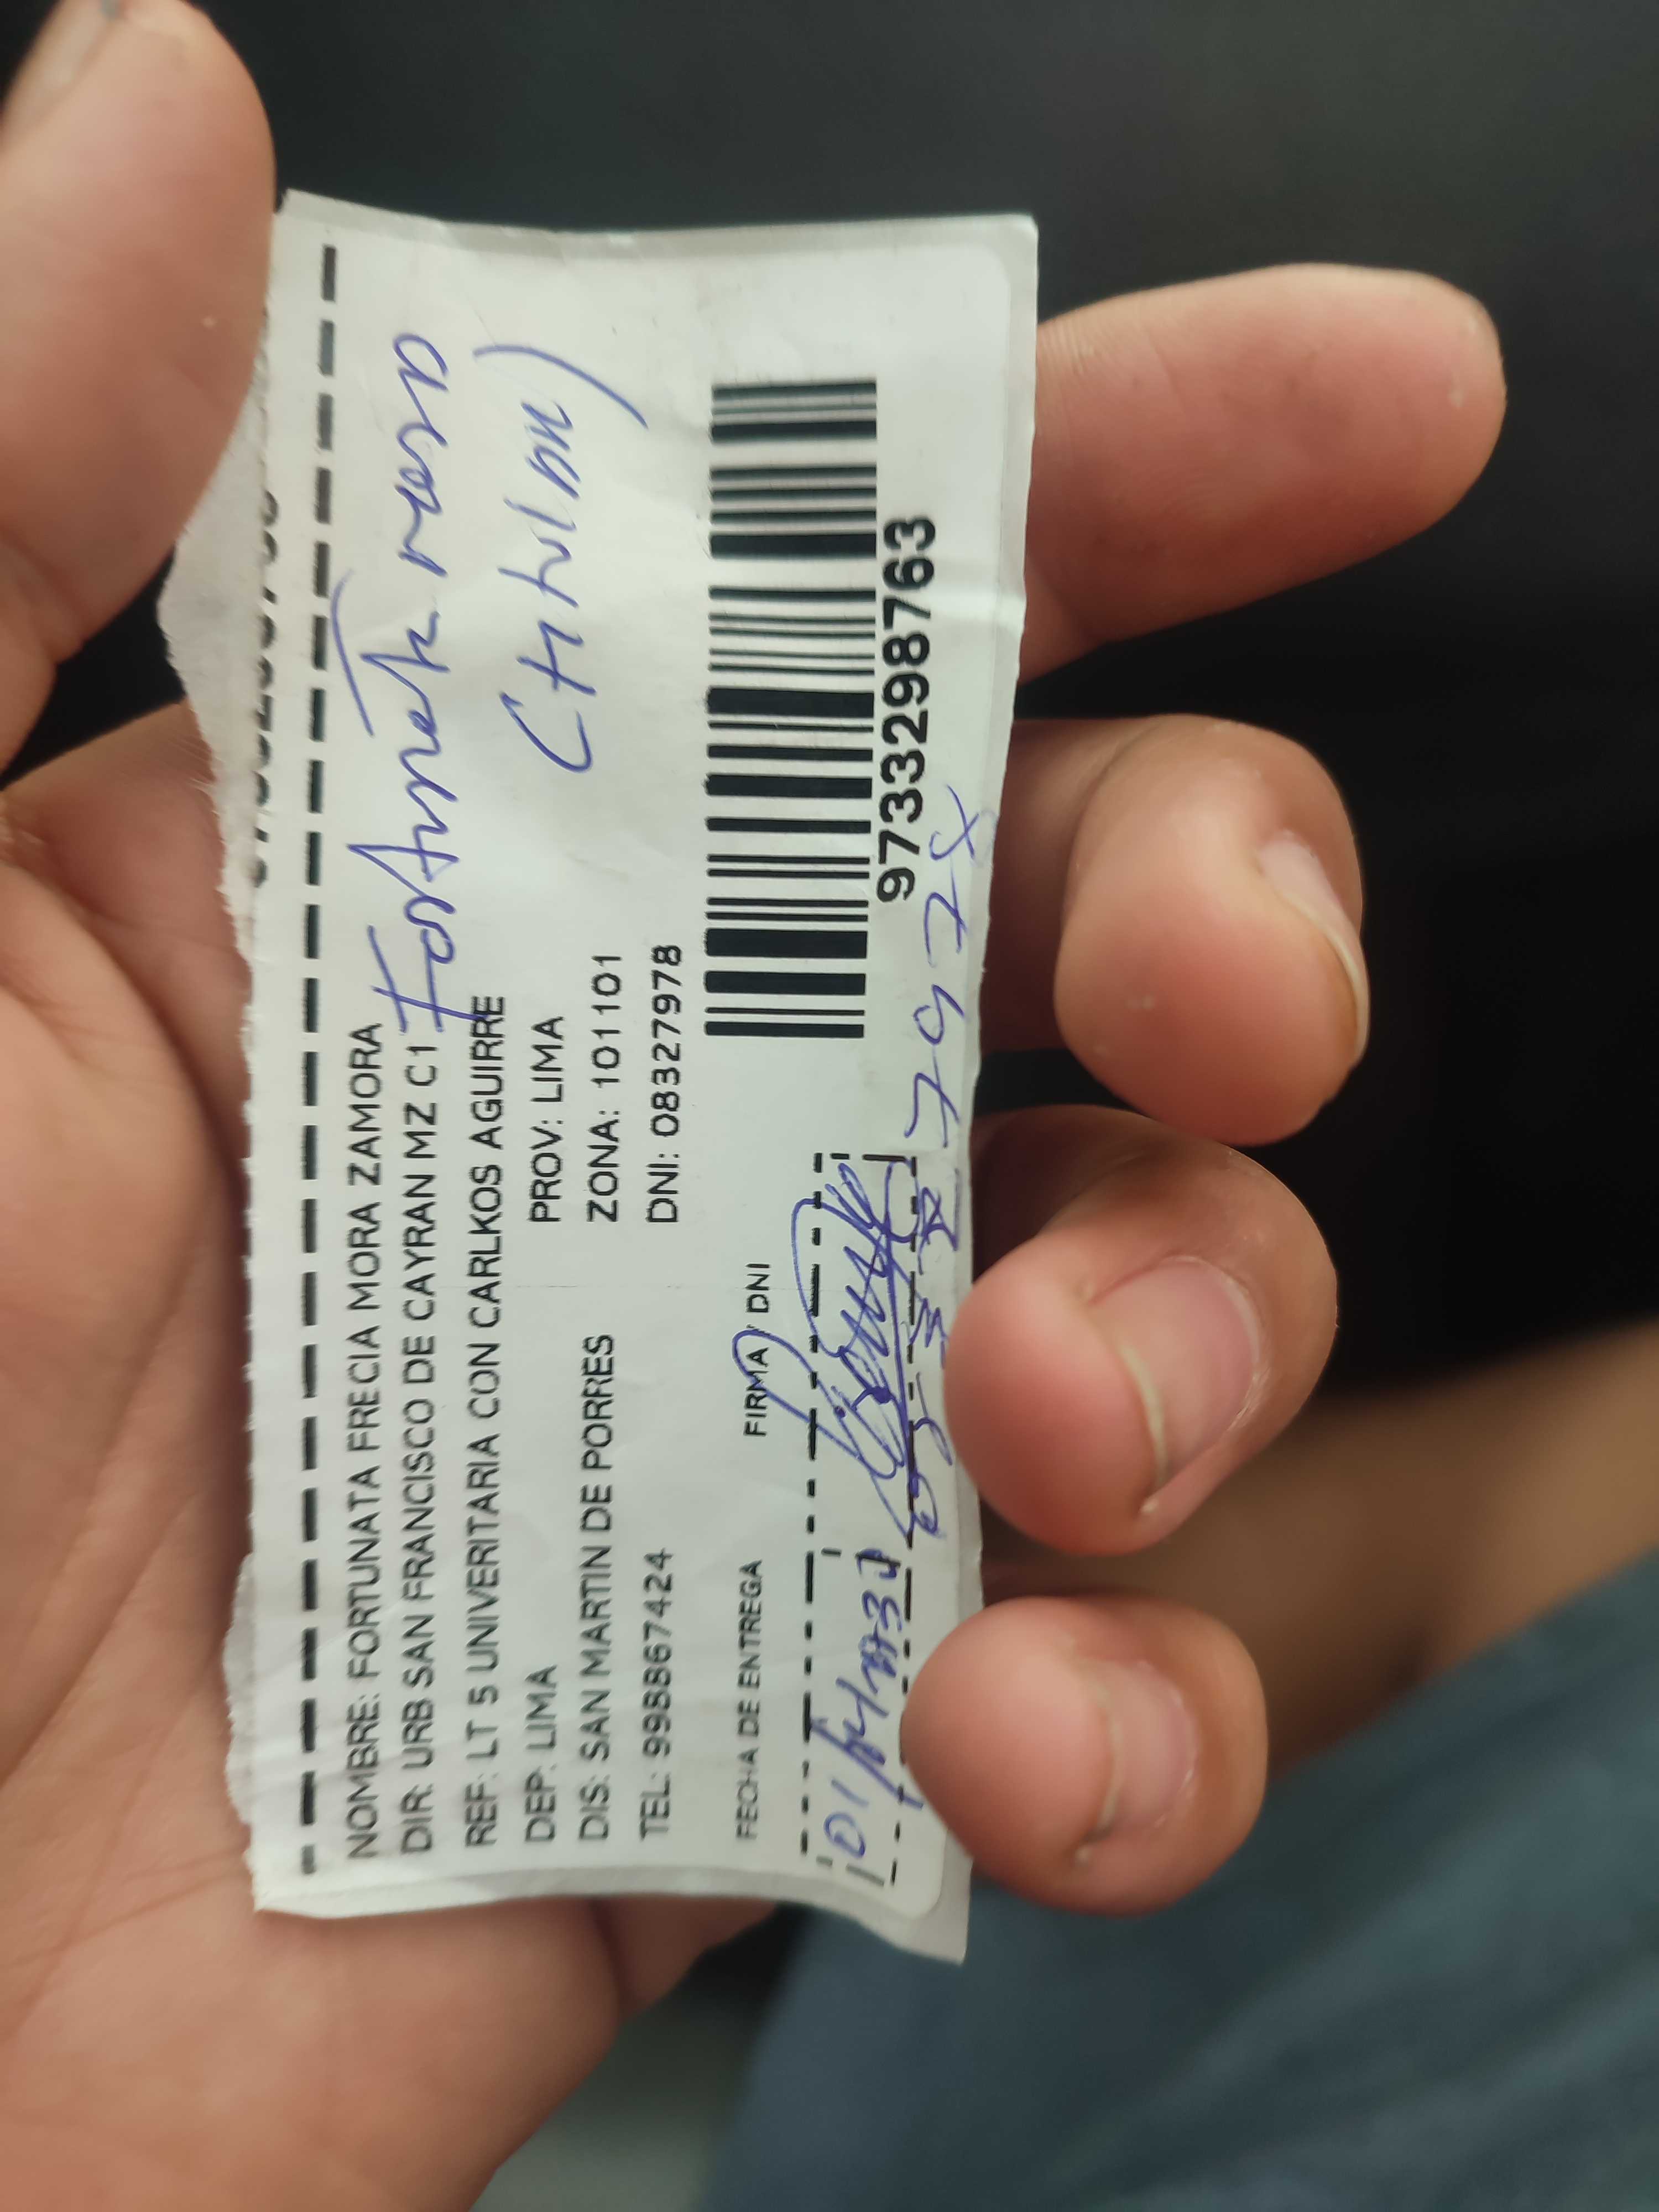 NOMBRE: FORTUNATA FRECIA MORA ZAMORA
DIR: URB SAN FRANCISCO DE CAYRAN MZ C1
Fortunata mora
REF: LT 5 UNIVERITARIA CON CARLKOS AGUIRRE
DEP: LIMA PROV: LIMA
DIS: SAN MARTIN DE PORRES ZONA: 101101
TEL: 998867424 DNI: 08327978
FECHA DE ENTREGA FIRMA / DNI
9733298763